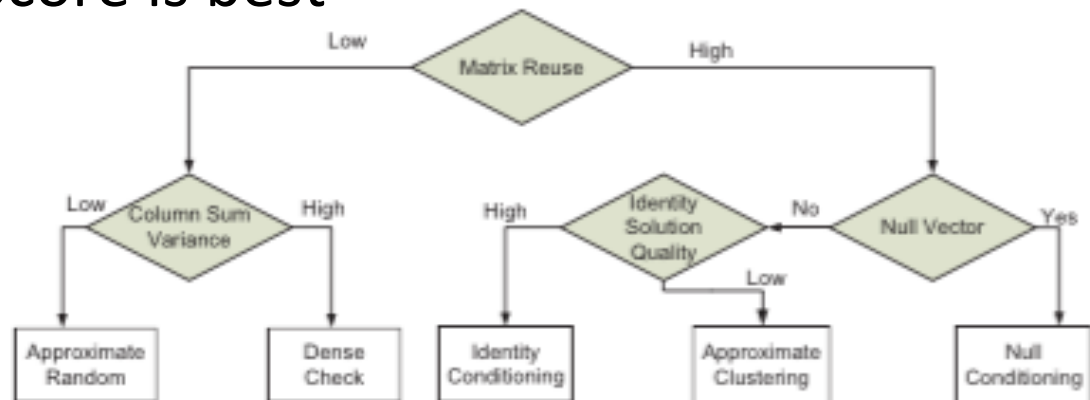 score is best
Low
Matrix Reuse
High
Low
Column Sum
Variance
High
High
Identity
Solution
Quality
No
Null Vector
Yes
Low
Approximate
Random
Dense
Check
Identity
Conditioning
Approximate
Clustering
Null
Conditioning